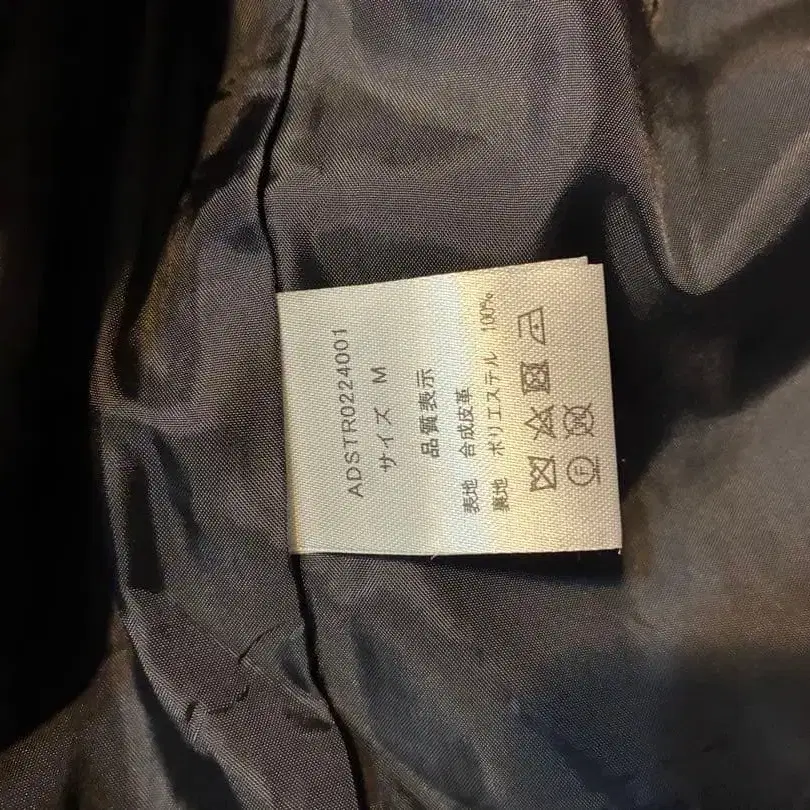 ADSTR0224001
サイズ M
品質表示
表地 合成皮革
裏地 ポリエステル 100%
F
W